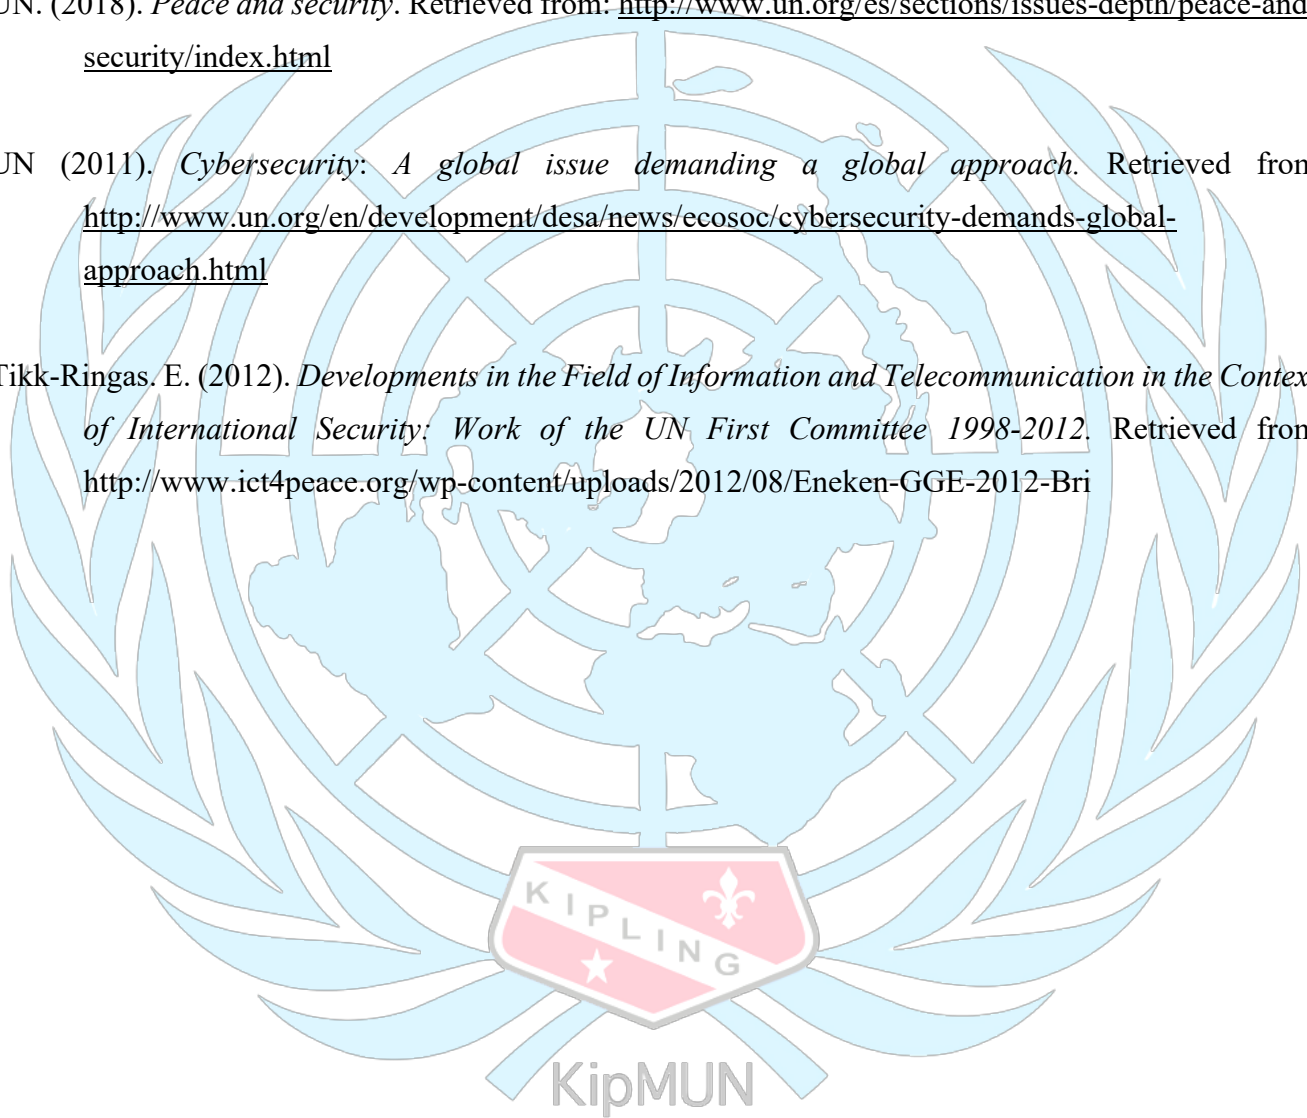 UN. (2018). Peace and security. Retrieved from: http://www.un.org/es/sections/issues-depth/peace-and
security/index.html
UN (2011). Cybersecurity: A global issue demanding a global approach. Retrieved from
http://www.un.org/en/development/desa/news/ecosoc/cybersecurity-demands-global-
approach.html
Tikk-Ringas. E. (2012). Developments in the Field of Information and Telecommunication in the Contex
of International Security: Work of the UN First Committee 1998-2012. Retrieved from
http://www.ict4peace.org/wp-content/uploads/2012/08/Eneken-GGE-2012-Bri
KIPLING
KipMUN